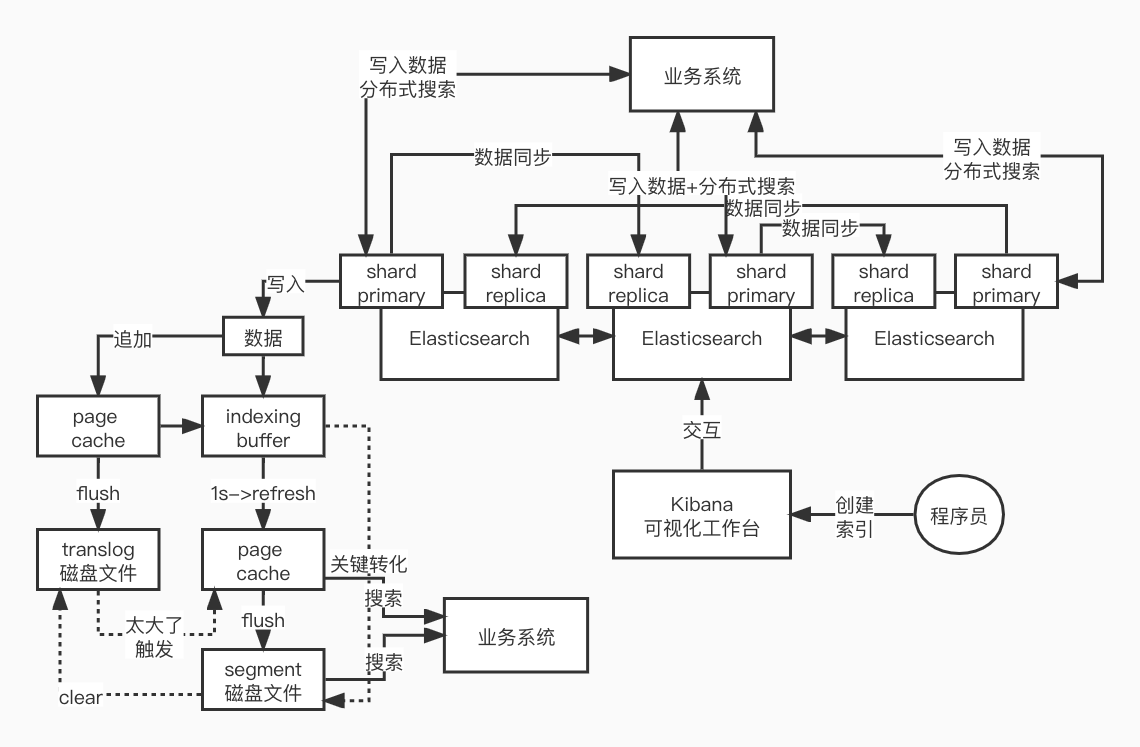 写入数据
分布式搜索
业务系统
数据同步
写入数据
分布式搜索
写入数据+分布式搜索
数据同步
数据同步
shard
primary
shard
replica
shard
replica
shard
primary
shard
replica
shard
primary
写入
Elasticsearch
Elasticsearch
Elasticsearch
追加
数据
page
cache
indexing
buffer
交互
flush
1s->refresh
Kibana
可视化工作台
创建
索引
程序员
translog
磁盘文件
page
cache
关键转化
搜索
太大了
触发
flush
业务系统
搜索
segment
磁盘文件
clear